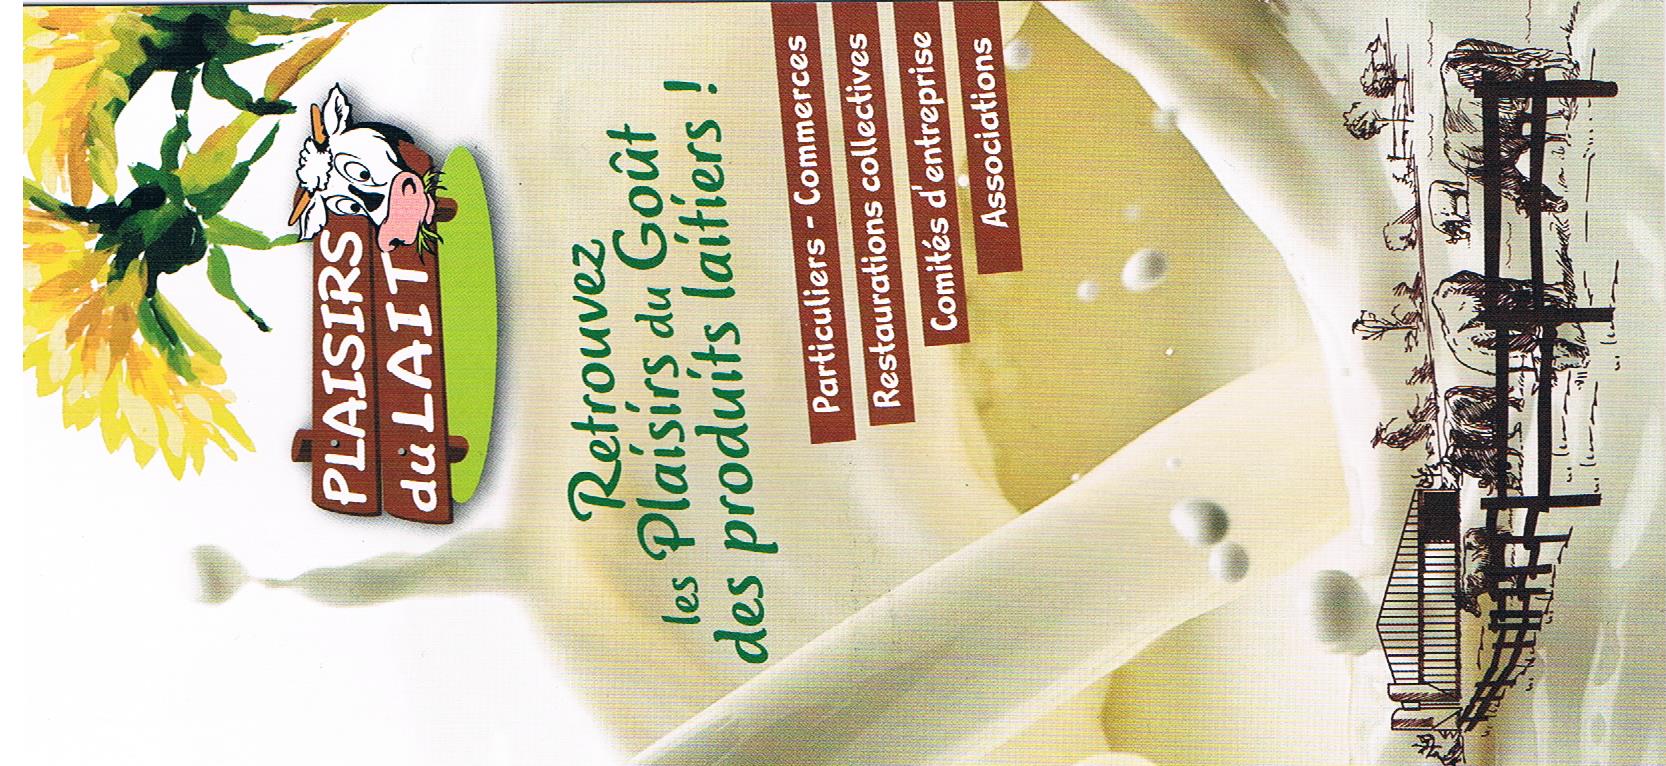 PLAISIRS
du LAIT
Retrouvez
les Plaisirs du Goût
des produits laitiers !
Particuliers - Commerces
Restaurations collectives
Comités d'entreprise
Associations